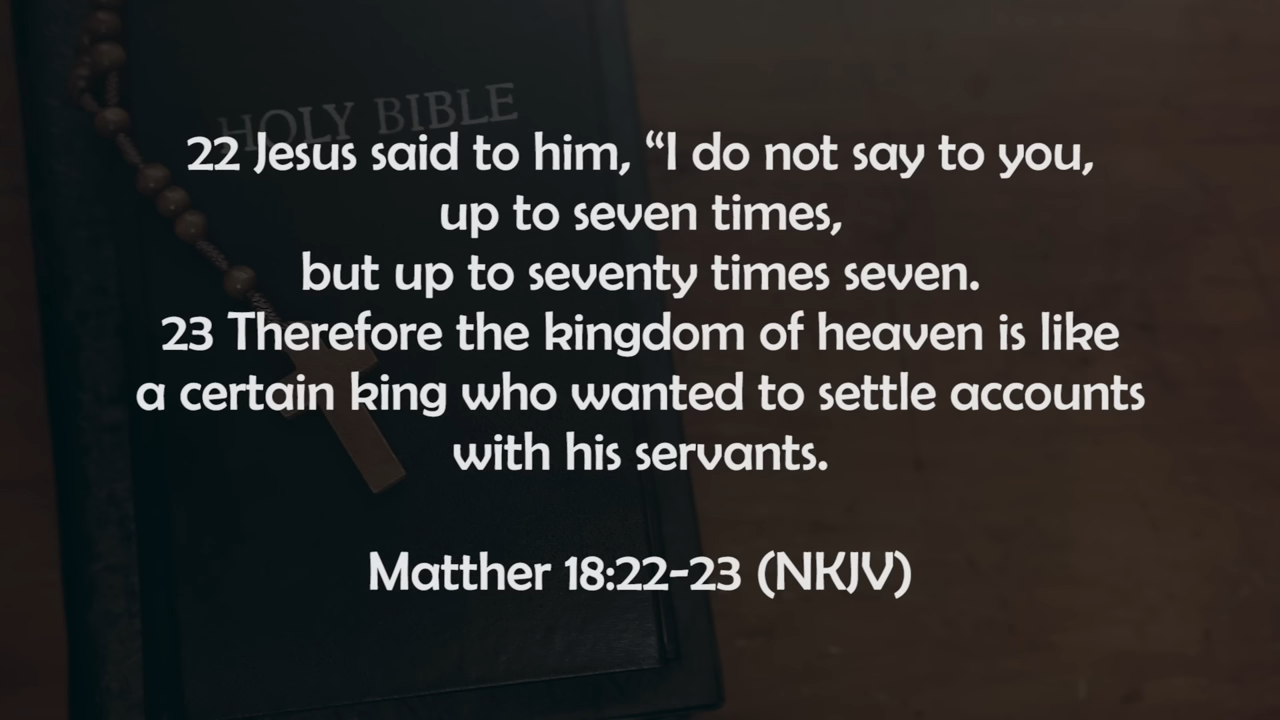 HOLY BIBLE
22 Jesus said to him, “I do not say to you,
up to seven times,
but up to seventy times seven.
23 Therefore the kingdom of heaven is like
a certain king who wanted to settle accounts
with his servants.
Matther 18:22-23 (NKJV)